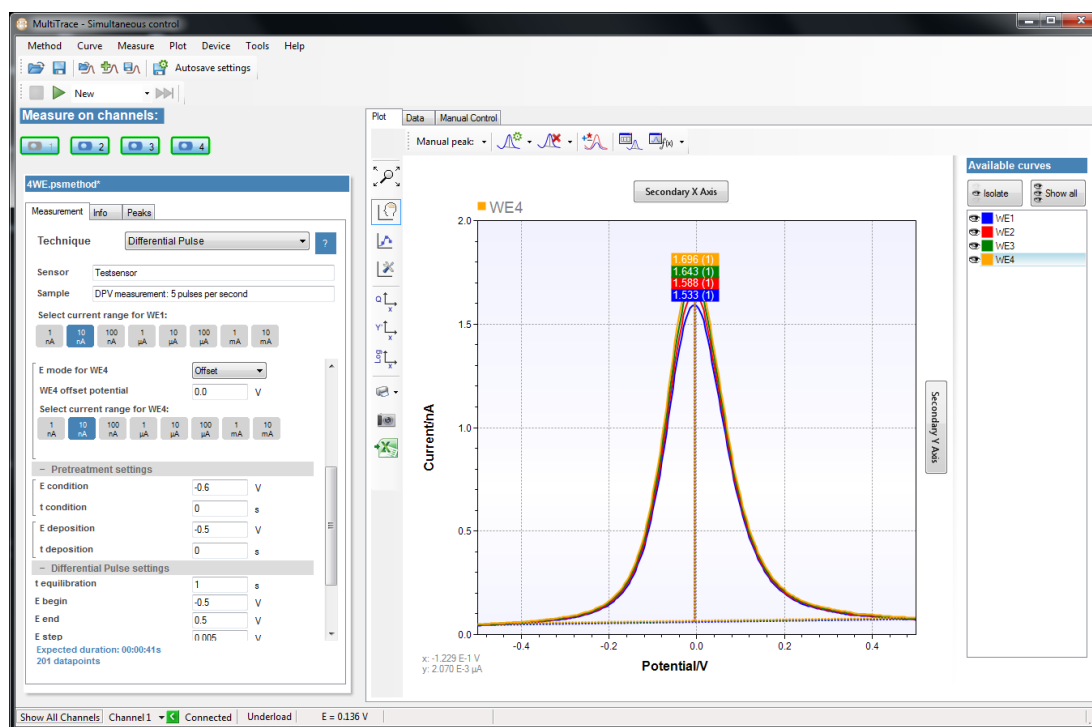 MultiTrace - Simultaneous control
Method Curve Measure Plot Device Tools Help
Autosave settings
New
Measure on channels:
1 2 3 4
4WE.psmethod*
Measurement Info Peaks
Technique Differential Pulse ?
Sensor Testsensor
Sample DPV measurement: 5 pulses per second
Select current range for WE1:
1 nA 10 nA 100 nA 1 µA 10 µA 100 µA 1 mA 10 mA
E mode for WE4 Offset
WE4 offset potential 0.0 V
Select current range for WE4:
1 nA 10 nA 100 nA 1 µA 10 µA 100 µA 1 mA 10 mA
− Pretreatment settings
E condition -0.6 V
t condition 0 s
E deposition -0.5 V
t deposition 0 s
− Differential Pulse settings
t equilibration 1 s
E begin -0.5 V
E end 0.5 V
E step 0.005 V
Expected duration: 00:00:41s
201 datapoints
Plot Data Manual Control
Manual peak:
Q x
Y' x
Log x
Secondary X Axis
WE4
2.0
1.5
1.0
0.5
0.0
Current/nA
1.696 (1)
1.643 (1)
1.588 (1)
1.533 (1)
-0.4 -0.2 0.0 0.2 0.4
Potential/V
x: -1.229 E-1 V
y: 2.070 E-3 µA
Secondary Y Axis
Available curves
Isolate Show all
WE1
WE2
WE3
WE4
Show All Channels Channel 1 Connected Underload E = 0.136 V